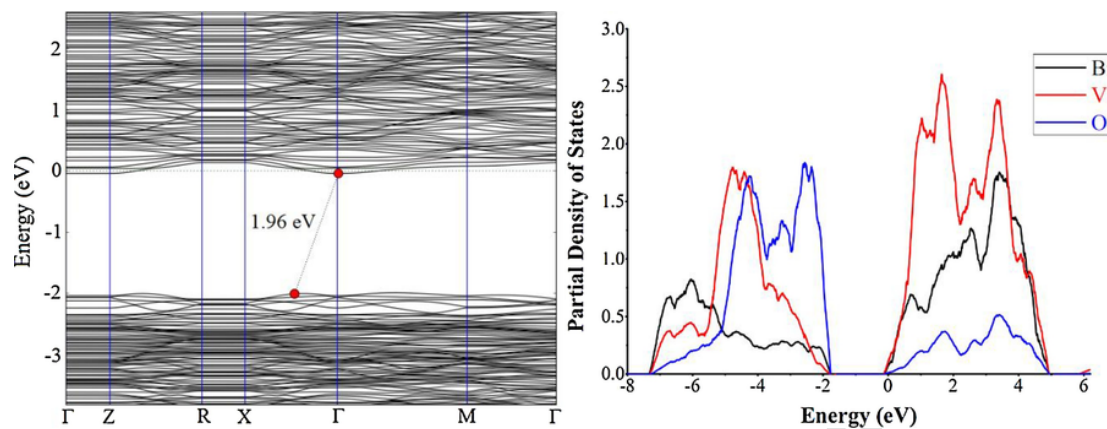 Energy (eV)
2
1
0
-1
-2
-3
1.96 eV
Γ Z R X Γ M Γ
Partial Density of States
3.0
2.5
2.0
1.5
1.0
0.5
0.0
B
V
O
-8 -6 -4 -2 0 2 4 6
Energy (eV)